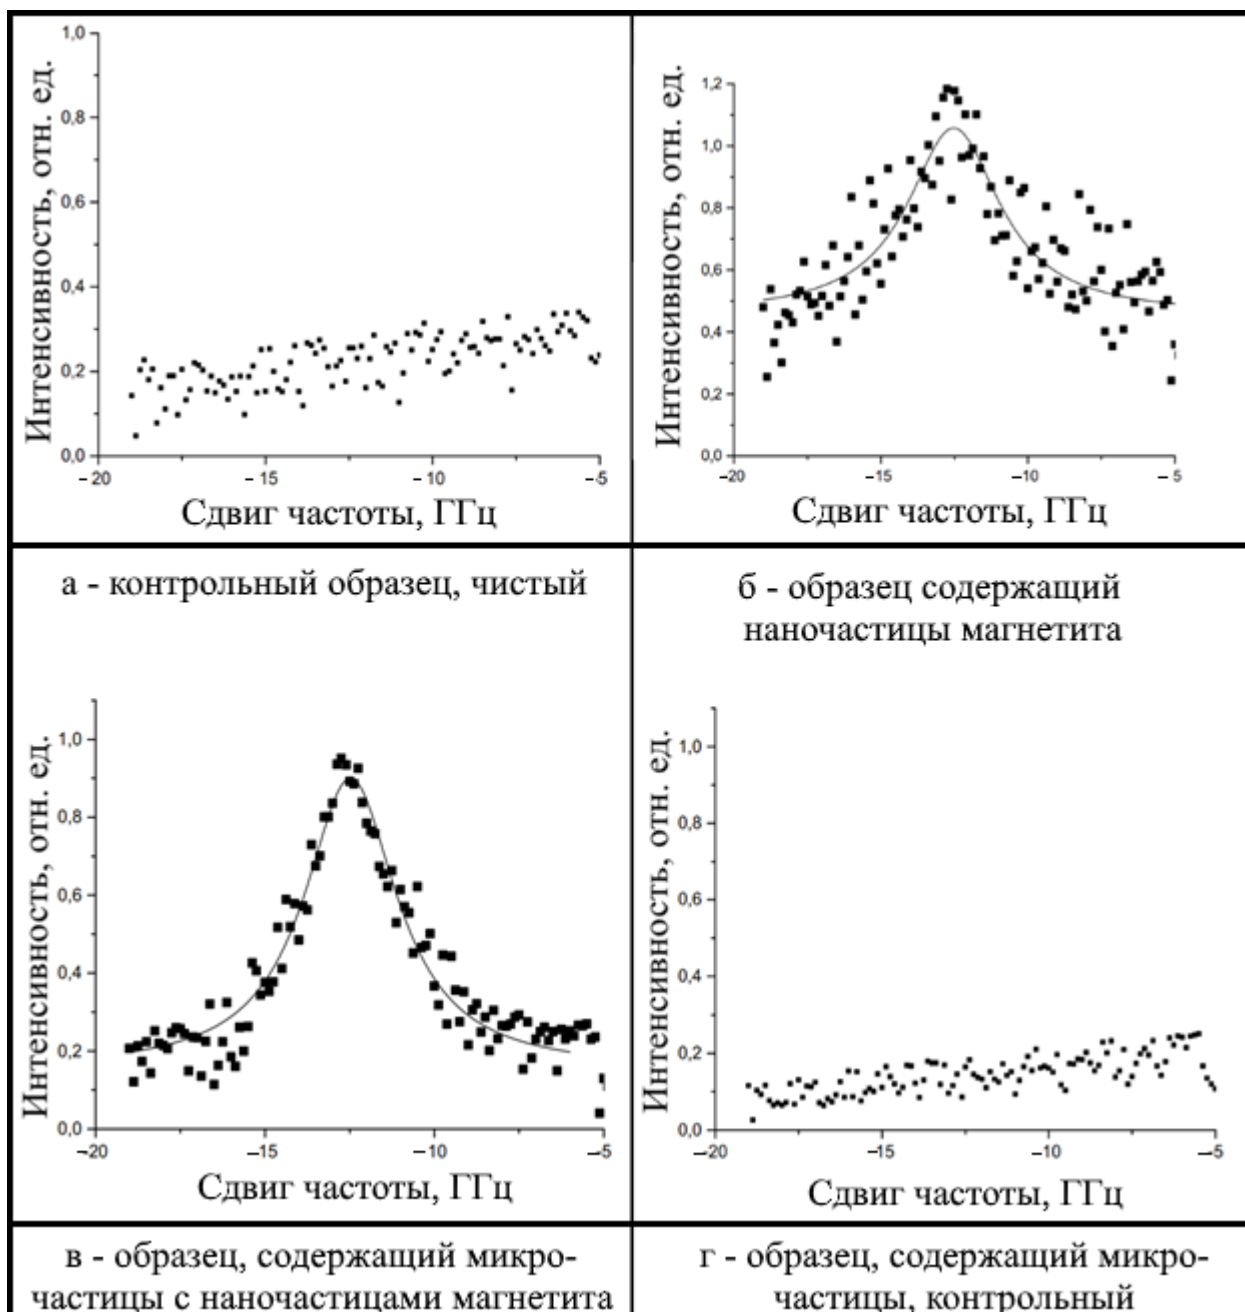 Интенсивность, отн. ед.
1,0
0,8
0,6
0,4
0,2
0,0
−20
−15
−10
−5
Сдвиг частоты, ГГц
Интенсивность, отн. ед.
1,2
1,0
0,8
0,6
0,4
0,2
0,0
−20
−15
−10
−5
Сдвиг частоты, ГГц
а - контрольный образец, чистый
б - образец содержащий
наночастицы магнетита
Интенсивность, отн. ед.
1,0
0,8
0,6
0,4
0,2
0,0
−20
−15
−10
−5
Сдвиг частоты, ГГц
Интенсивность, отн. ед.
1,0
0,8
0,6
0,4
0,2
0,0
−20
−15
−10
−5
Сдвиг частоты, ГГц
в - образец, содержащий микро-
частицы с наночастицами магнетита
г - образец, содержащий микро-
частицы, контрольный